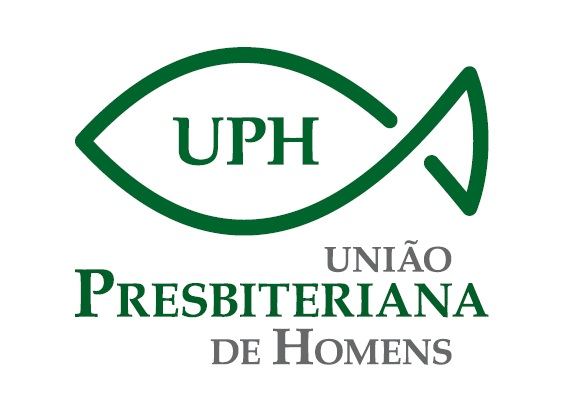 UPH
UNIÃO
PRESBITERIANA
DE HOMENS